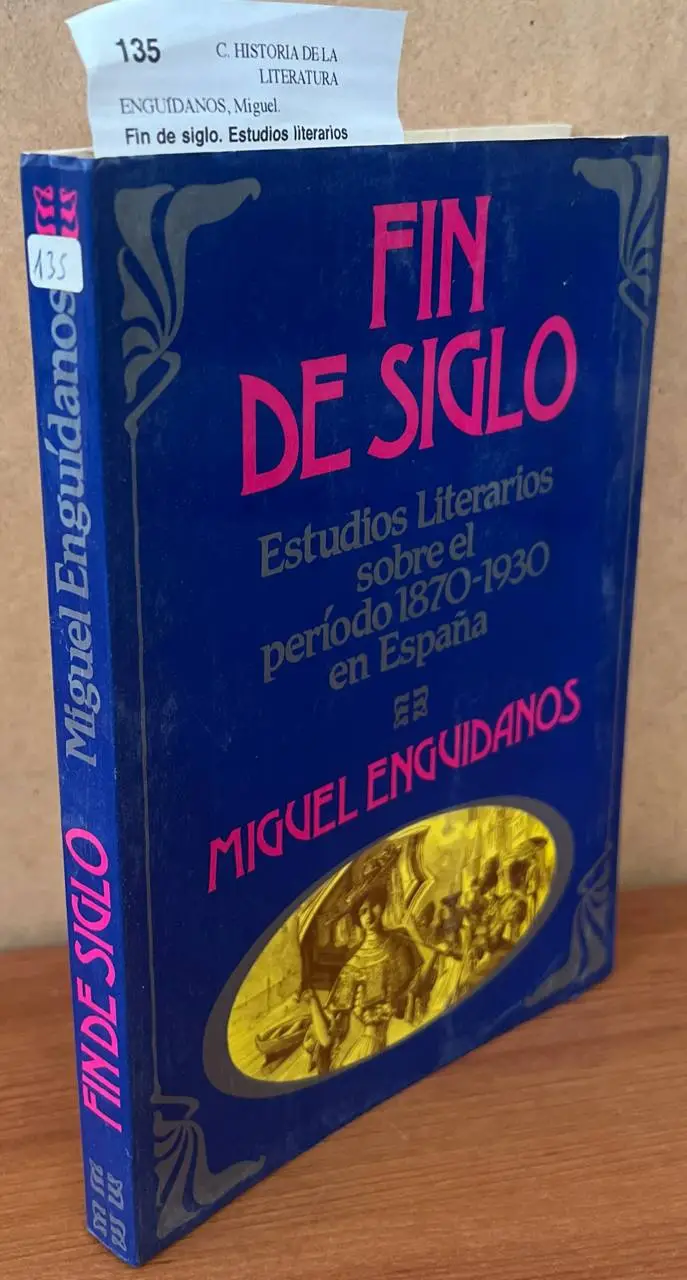 135 C. HISTORIA DE LA
LITERATURA
ENGUÍDANOS, Miguel.
Fin de siglo. Estudios literarios
135
Miguel Enguídanos
FIN DE SIGLO
FIN
DE SIGLO
Estudios Literarios
sobre el
período 1870-1930
en España
MIGUEL ENGUIDANOS